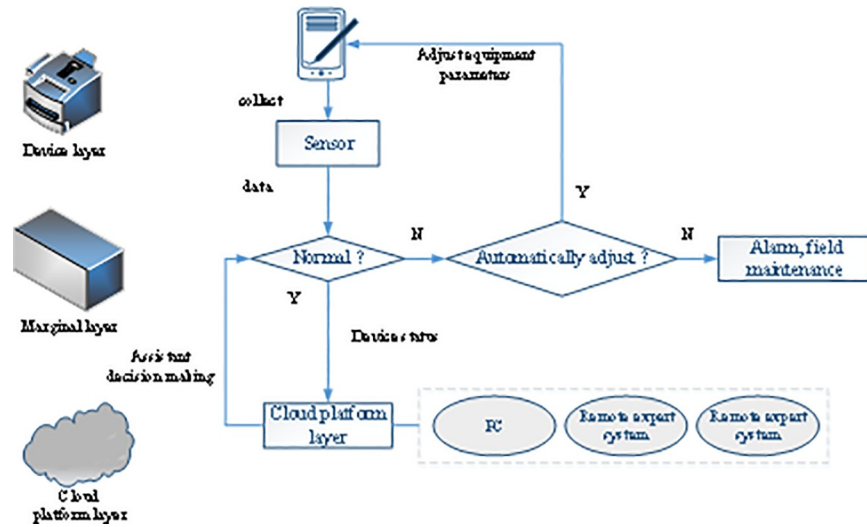 Adjust equipment
parameters
collect
Device layer
Sensor
data
Y
N
N
Normal ?
Automatically adjust ?
Alarm, field
maintenance
Y
Marginal layer
Device status
Assistant
decision making
Cloud platform
layer
PC
Remote expert
system
Remote expert
system
Cloud
platform layer